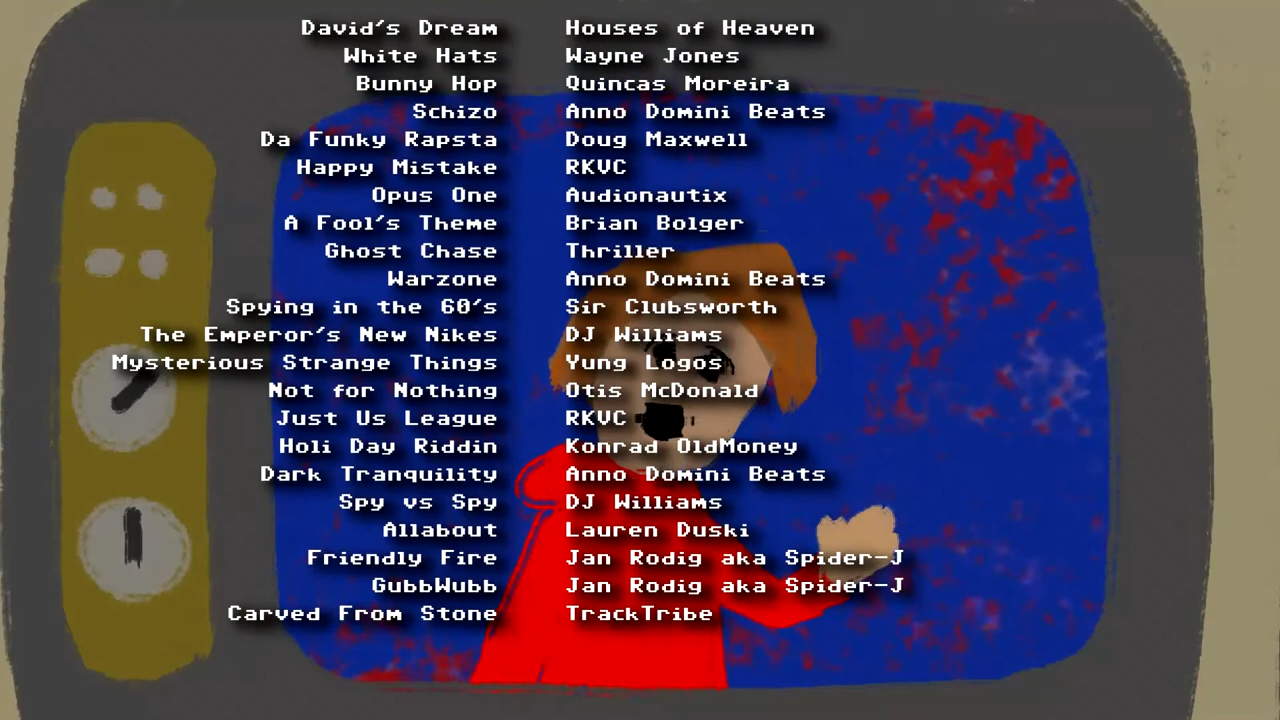 David's Dream Houses of Heaven
White Hats Wayne Jones
Bunny Hop Quincas Moreira
Schizo Anno Domini Beats
Da Funky Rapsta Doug Maxwell
Happy Mistake RKVC
Opus One Audionautix
A Fool's Theme Brian Bolger
Ghost Chase Thriller
Warzone Anno Domini Beats
Spying in the 60's Sir Clubsworth
The Emperor's New Nikes DJ Williams
Mysterious Strange Things Yung Logos
Not for Nothing Otis McDonald
Just Us League RKVC
Holi Day Riddin Konrad OldMoney
Dark Tranquility Anno Domini Beats
Spy vs Spy DJ Williams
Allabout Lauren Duski
Friendly Fire Jan Rodig aka Spider-J
GubbWubb Jan Rodig aka Spider-J
Carved From Stone TrackTribe